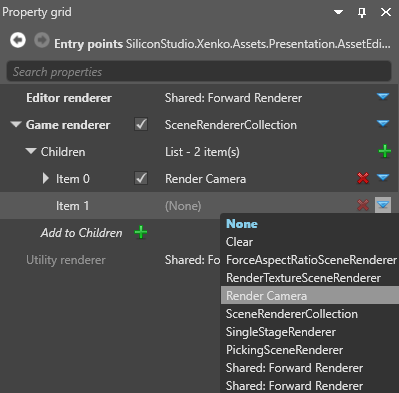 Property grid
Entry points SiliconStudio.Xenko.Assets.Presentation.AssetEdi...
Search properties
Editor renderer Shared: Forward Renderer
Game renderer SceneRendererCollection
Children List - 2 item(s)
Item 0 Render Camera
Item 1 (None)
Add to Children
Utility renderer Shared: Fo
None
Clear
ForceAspectRatioSceneRenderer
RenderTextureSceneRenderer
Render Camera
SceneRendererCollection
SingleStageRenderer
PickingSceneRenderer
Shared: Forward Renderer
Shared: Forward Renderer